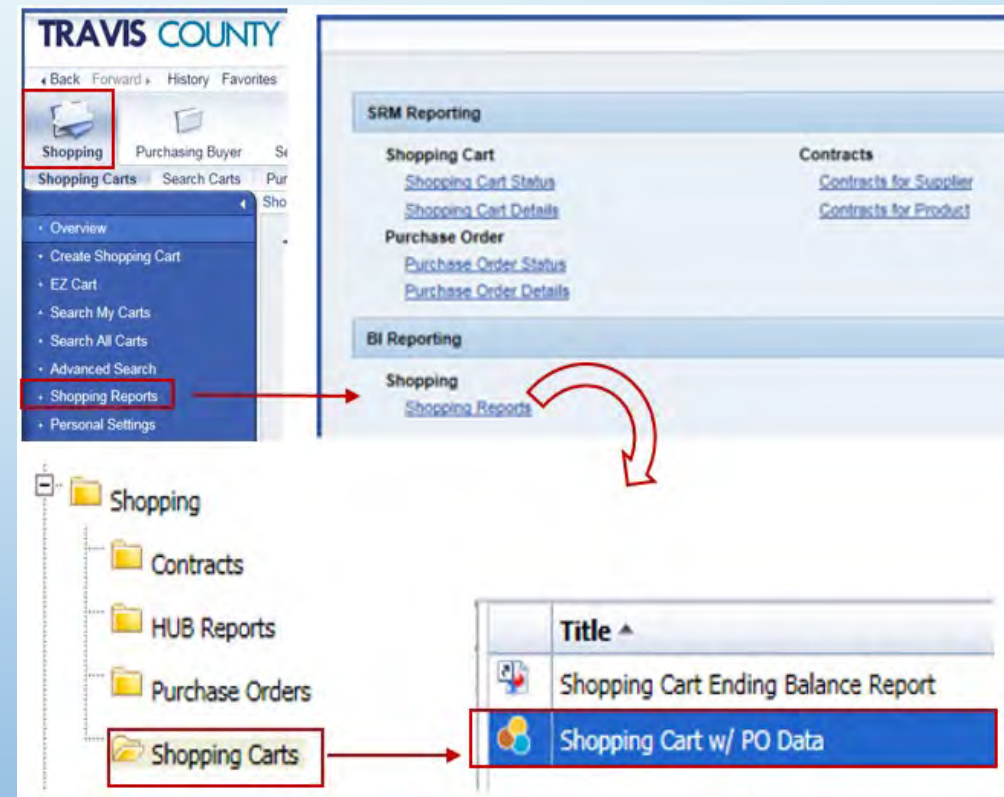 TRAVIS COUNTY
Back Forward History Favorites
Shopping Purchasing Buyer
Shopping Carts Search Carts Pur
Sho
Overview
Create Shopping Cart
EZ Cart
Search My Carts
Search All Carts
Advanced Search
Shopping Reports
Personal Settings
SRM Reporting
Shopping Cart
Shopping Cart Status
Shopping Cart Details
Purchase Order
Purchase Order Status
Purchase Order Details
Contracts
Contracts for Supplier
Contracts for Product
BI Reporting
Shopping
Shopping Reports
Shopping
Contracts
HUB Reports
Purchase Orders
Shopping Carts
Title
Shopping Cart Ending Balance Report
Shopping Cart w/ PO Data